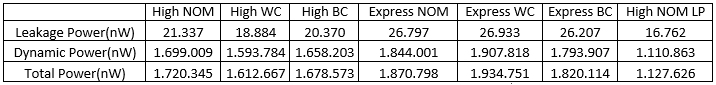 High NOM High WC High BC Express NOM Express WC Express BC High NOM LP
Leakage Power(nW) 21.337 18.884 20.370 26.797 26.933 26.207 16.762
Dynamic Power(nW) 1.699.009 1.593.784 1.658.203 1.844.001 1.907.818 1.793.907 1.110.863
Total Power(nW) 1.720.345 1.612.667 1.678.573 1.870.798 1.934.751 1.820.114 1.127.626